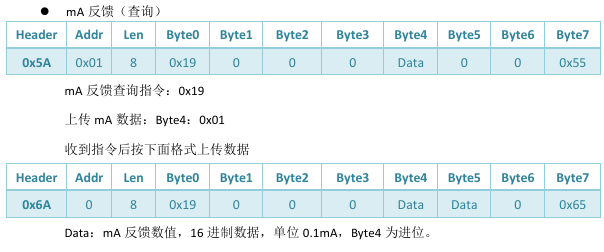 ● mA 反馈（查询）
Header Addr Len Byte0 Byte1 Byte2 Byte3 Byte4 Byte5 Byte6 Byte7
0x5A 0x01 8 0x19 0 0 0 Data 0 0 0x55
mA 反馈查询指令：0x19
上传 mA 数据：Byte4：0x01
收到指令后按下面格式上传数据
Header Addr Len Byte0 Byte1 Byte2 Byte3 Byte4 Byte5 Byte6 Byte7
0x6A 0 8 0x19 0 0 0 Data Data 0 0x65
Data：mA 反馈数值，16 进制数据，单位 0.1mA，Byte4 为进位。